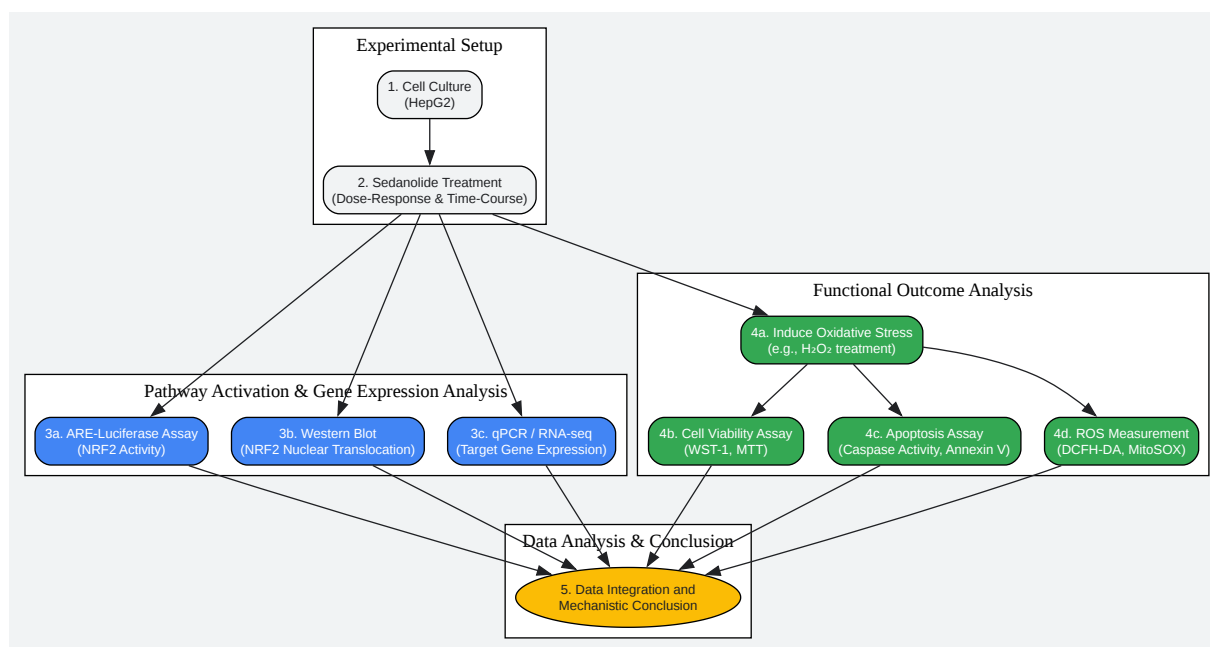 Experimental Setup
1. Cell Culture
(HepG2)
2. Sedanolide Treatment
(Dose-Response & Time-Course)
Functional Outcome Analysis
4a. Induce Oxidative Stress
(e.g., H₂O₂ treatment)
Pathway Activation & Gene Expression Analysis
3a. ARE-Luciferase Assay
(NRF2 Activity)
3b. Western Blot
(NRF2 Nuclear Translocation)
3c. qPCR / RNA-seq
(Target Gene Expression)
4b. Cell Viability Assay
(WST-1, MTT)
4c. Apoptosis Assay
(Caspase Activity, Annexin V)
4d. ROS Measurement
(DCFH-DA, MitoSOX)
Data Analysis & Conclusion
5. Data Integration and
Mechanistic Conclusion